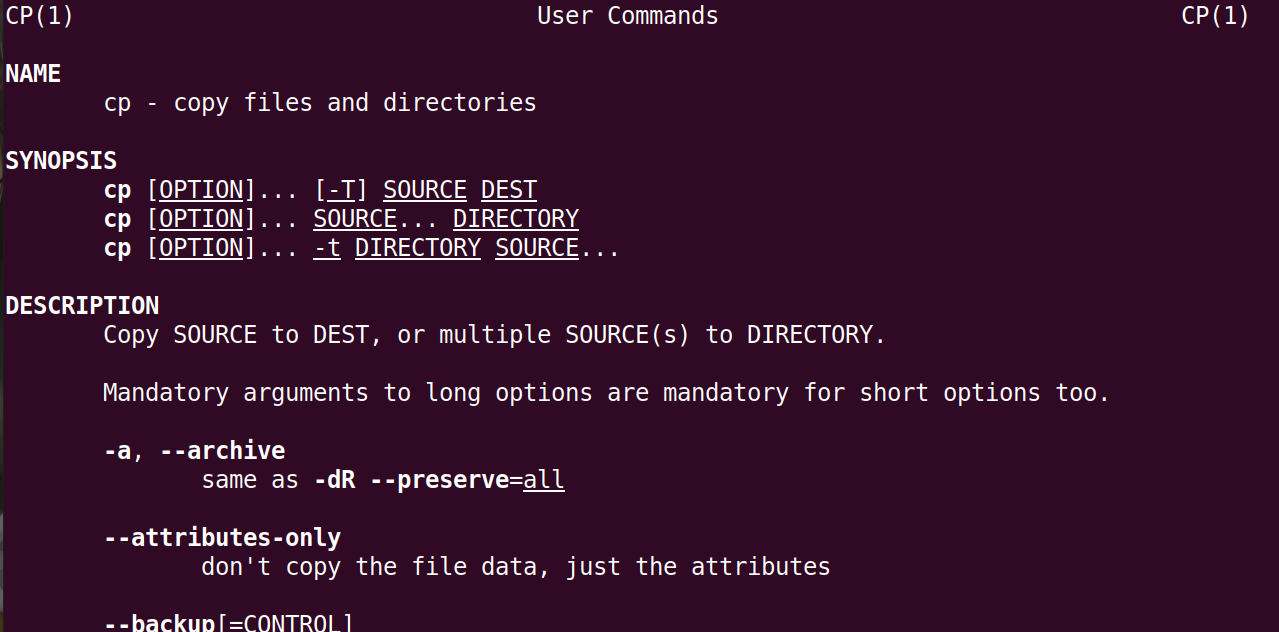 CP(1) User Commands CP(1)
NAME
cp - copy files and directories
SYNOPSIS
cp [OPTION]... [-T] SOURCE DEST
cp [OPTION]... SOURCE... DIRECTORY
cp [OPTION]... -t DIRECTORY SOURCE...
DESCRIPTION
Copy SOURCE to DEST, or multiple SOURCE(s) to DIRECTORY.
Mandatory arguments to long options are mandatory for short options too.
-a, --archive
same as -dR --preserve=all
--attributes-only
don't copy the file data, just the attributes
--backup[=CONTROL]